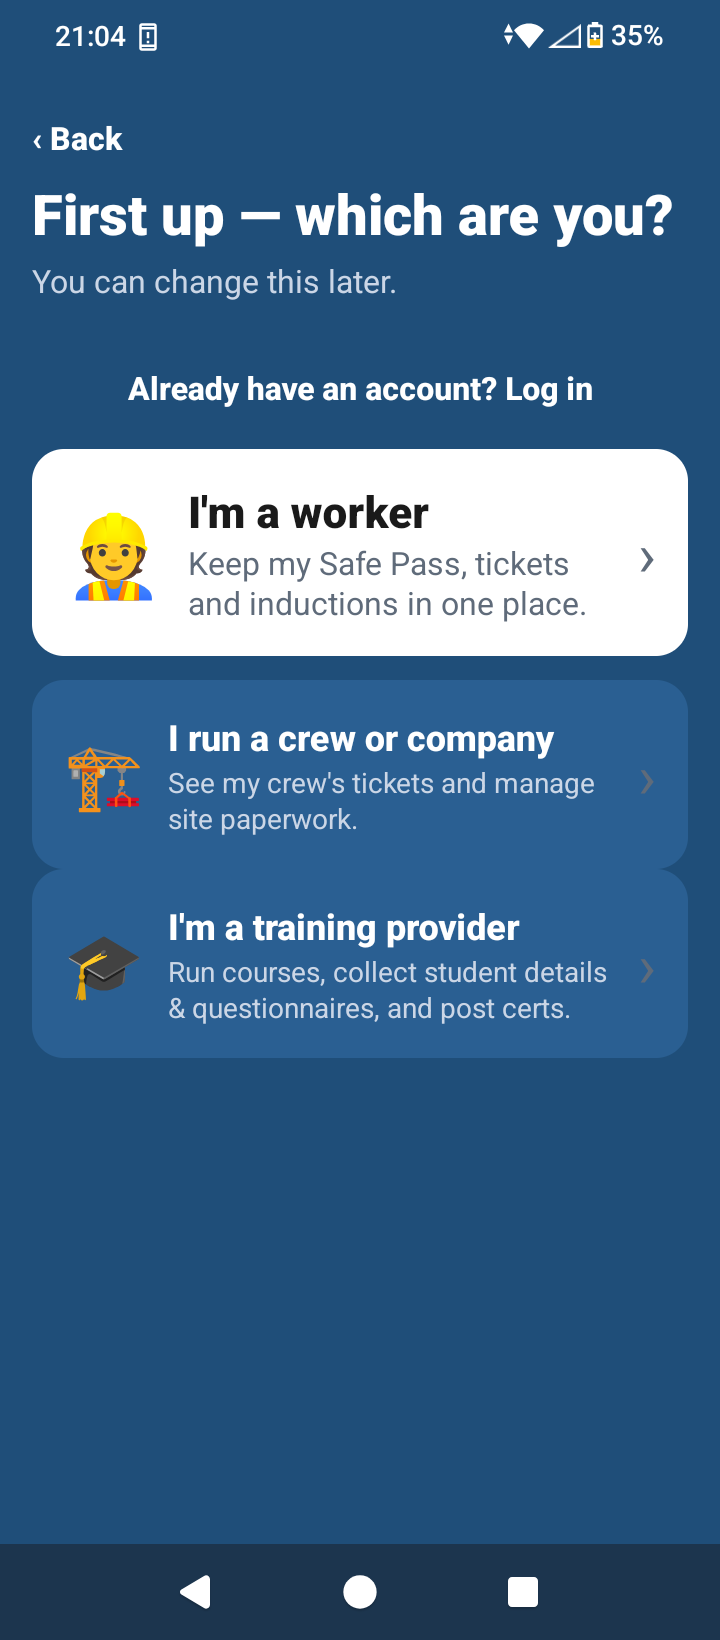 21:04
35%
‹ Back
First up — which are you?
You can change this later.
Already have an account? Log in
I'm a worker
Keep my Safe Pass, tickets
and inductions in one place.
I run a crew or company
See my crew's tickets and manage
site paperwork.
I'm a training provider
Run courses, collect student details
& questionnaires, and post certs.